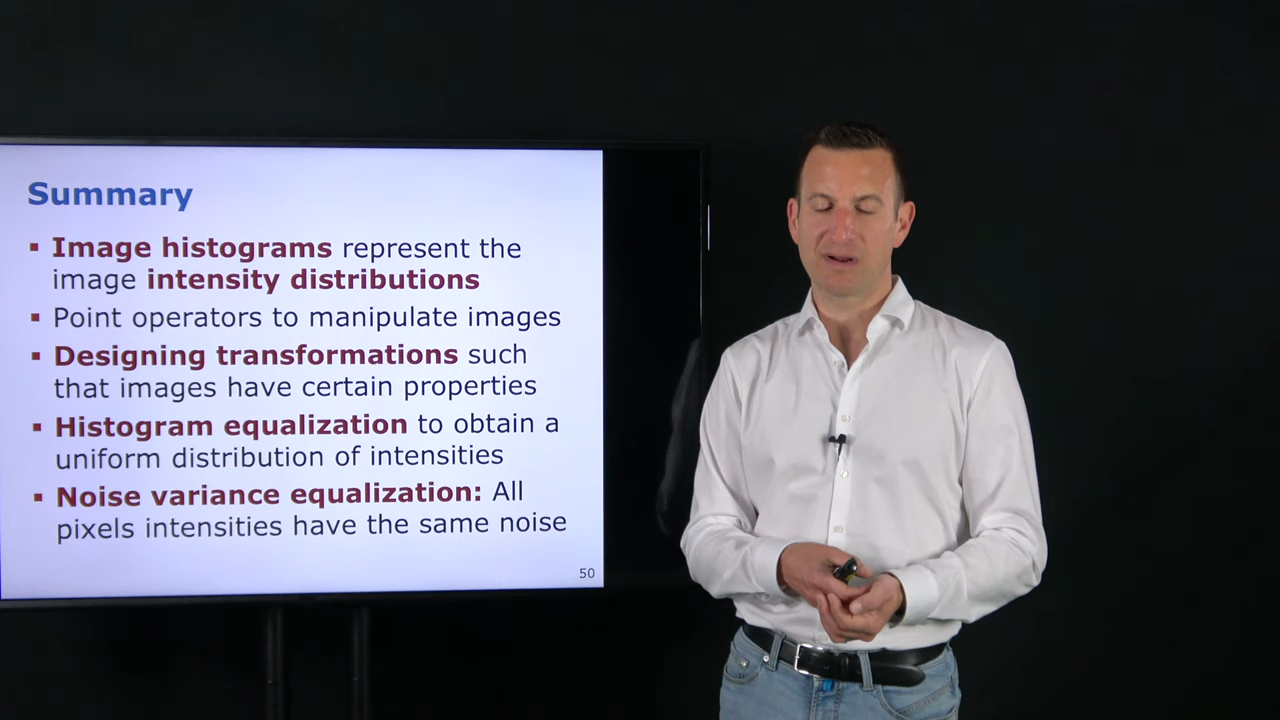 Summary
▪ Image histograms represent the
image intensity distributions
▪ Point operators to manipulate images
▪ Designing transformations such
that images have certain properties
▪ Histogram equalization to obtain a
uniform distribution of intensities
▪ Noise variance equalization: All
pixels intensities have the same noise
50